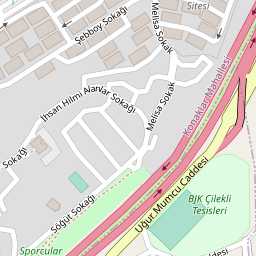 Melisa Sokak
Sitesi
Şebboy Sokağı
Konaklar Mahallesi
İhsan Hilmi Alantar Sokağı
Melisa Sokak
Sokağı
Uğur Mumcu Caddesi
BJK Çilekli
Tesisleri
Söğüt Sokağı
Sporcular